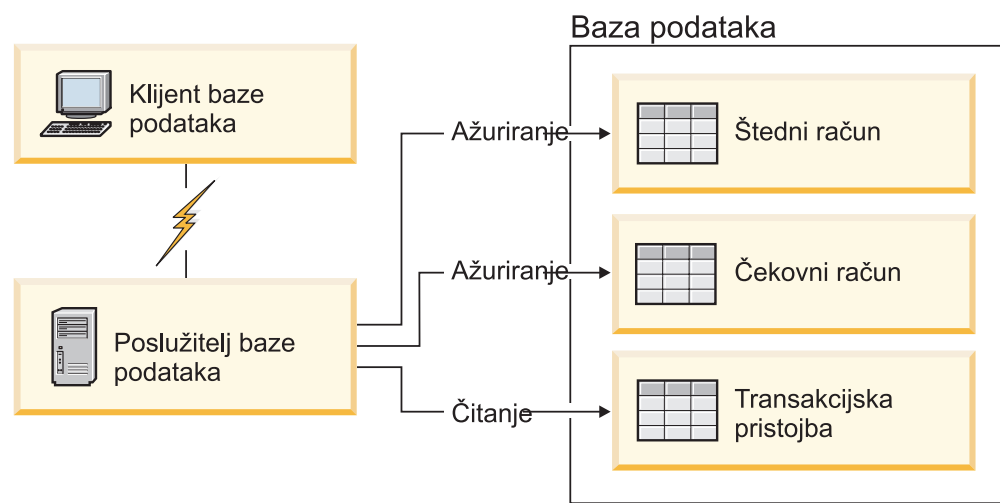 Baza podataka
Klijent baze
podataka
Ažuriranje
Štedni račun
Ažuriranje
Čekovni račun
Poslužitelj baze
podataka
Čitanje
Transakcijska
pristojba